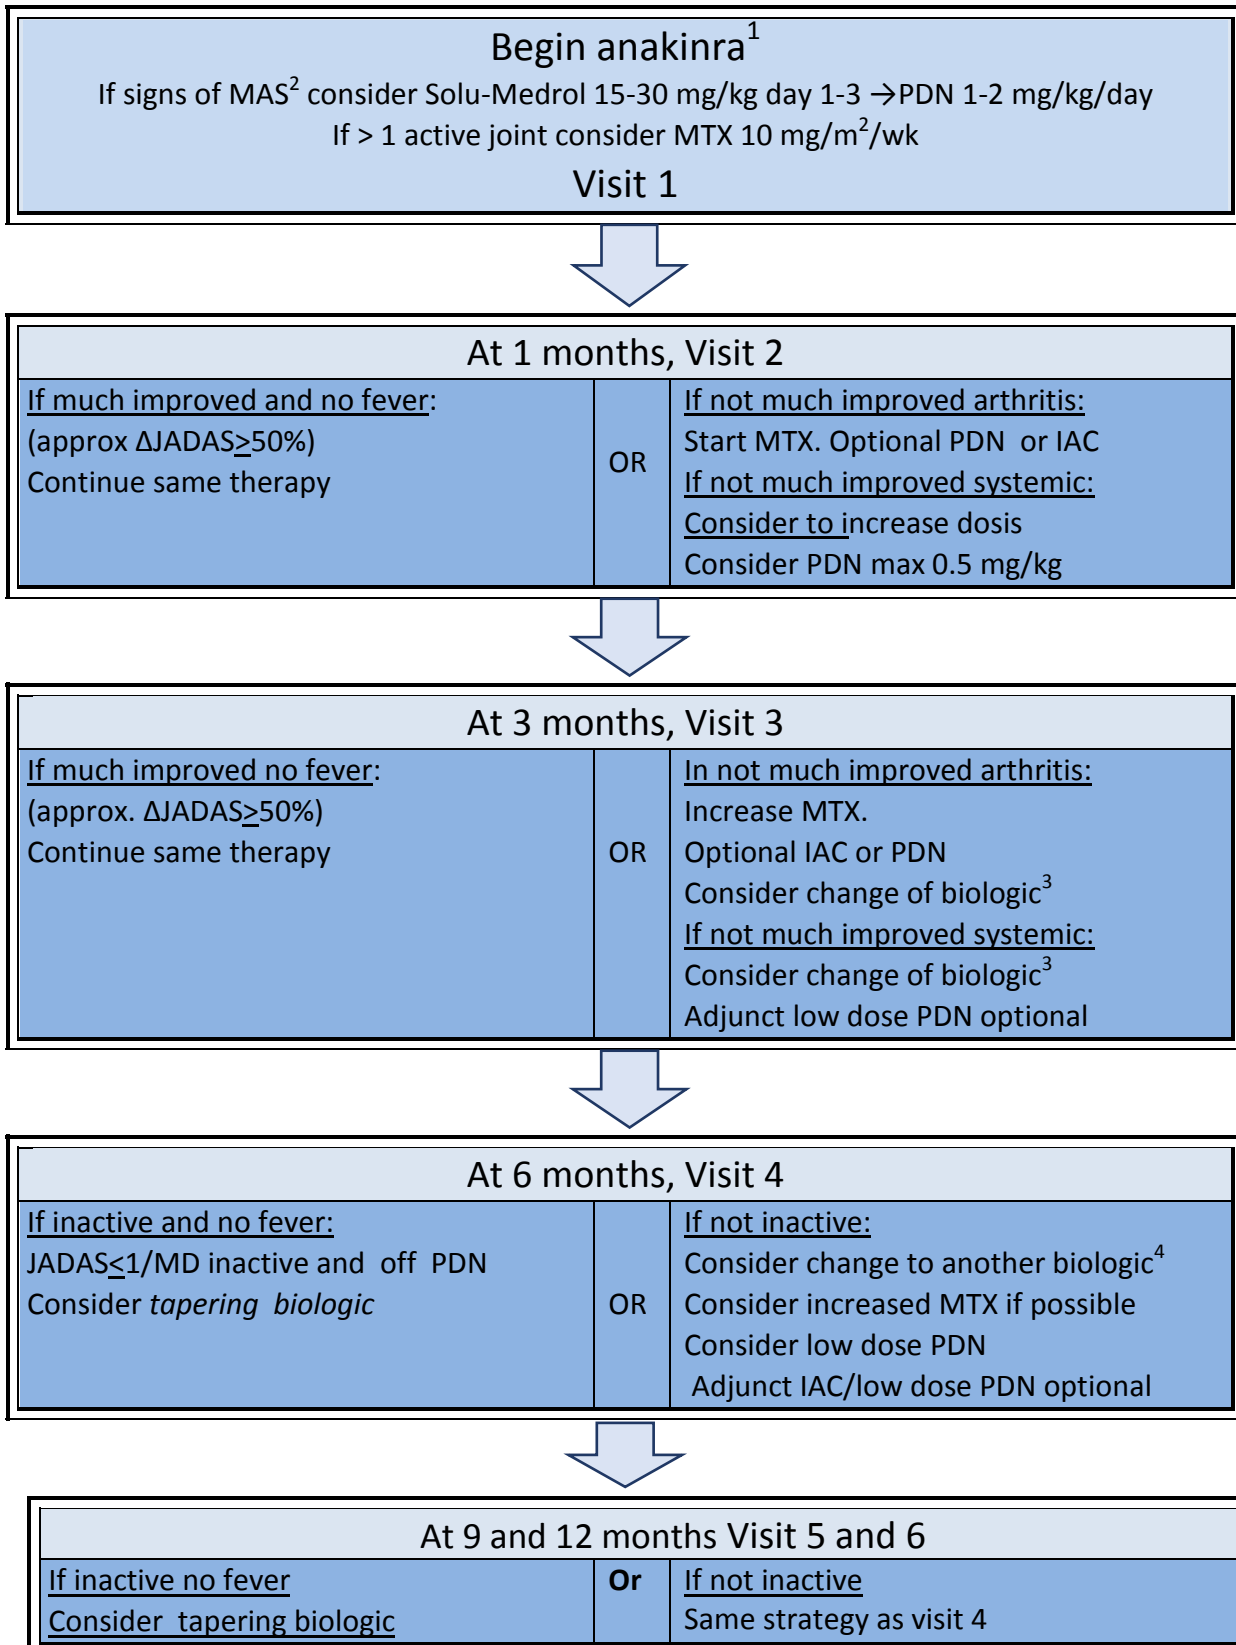 Begin anakinra¹
If signs of MAS² consider Solu-Medrol 15-30 mg/kg day 1-3 →PDN 1-2 mg/kg/day
If > 1 active joint consider MTX 10 mg/m²/wk
Visit 1
At 1 months, Visit 2
If much improved and no fever:
(approx ΔJADAS≥50%)
Continue same therapy
OR
If not much improved arthritis:
Start MTX. Optional PDN or IAC
If not much improved systemic:
Consider to increase dosis
Consider PDN max 0.5 mg/kg
At 3 months, Visit 3
If much improved no fever:
(approx. ΔJADAS≥50%)
Continue same therapy
OR
In not much improved arthritis:
Increase MTX.
Optional IAC or PDN
Consider change of biologic³
If not much improved systemic:
Consider change of biologic³
Adjunct low dose PDN optional
At 6 months, Visit 4
If inactive and no fever:
JADAS≤1/MD inactive and off PDN
Consider tapering biologic
OR
If not inactive:
Consider change to another biologic⁴
Consider increased MTX if possible
Consider low dose PDN
Adjunct IAC/low dose PDN optional
At 9 and 12 months Visit 5 and 6
If inactive no fever
Consider tapering biologic
Or
If not inactive
Same strategy as visit 4